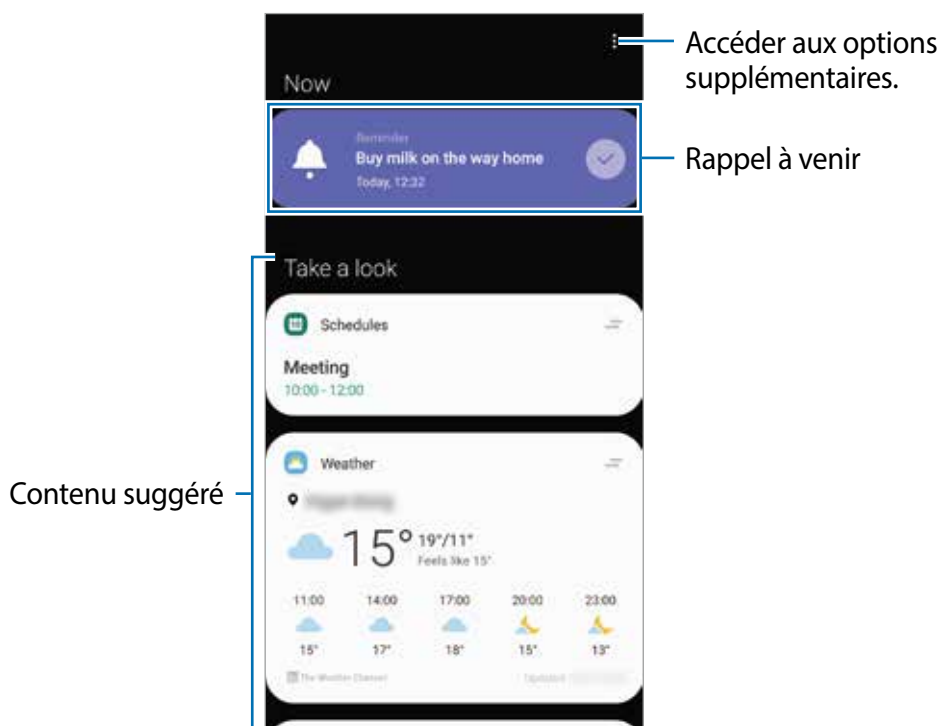 Accéder aux options
supplémentaires.
Now
Reminder
Buy milk on the way home
Today, 12:32
Rappel à venir
Take a look
Schedules
Meeting
10:00 - 12:00
Weather
Contenu suggéré
15° 19°/11°
Feels like 15°
11:00 14:00 17:00 20:00 23:00
15° 17° 18° 15° 13°
The Weather Channel Updated